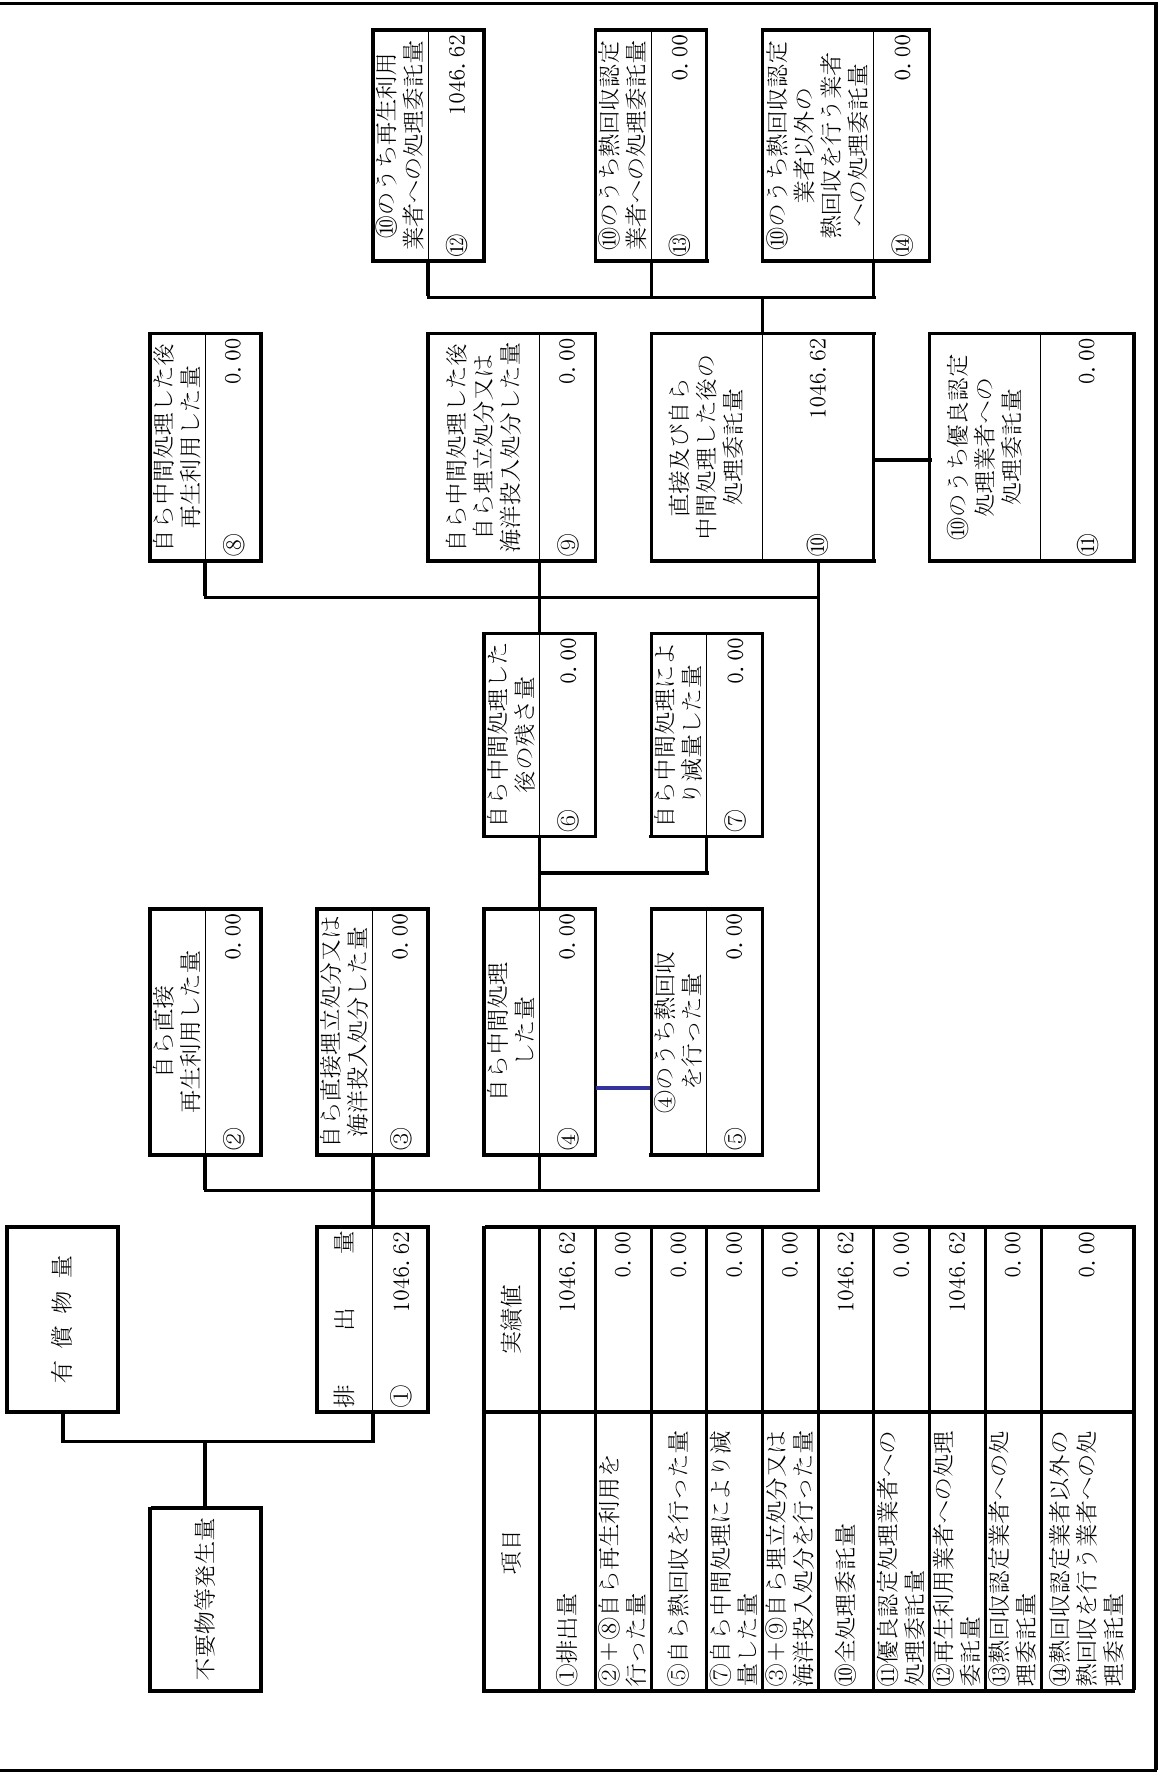 有 償 物 量
不要物等発生量
排 出 量
① 1046.62
自ら直接
再生利用した量
② 0.00
自ら直接埋立処分又は
海洋投入処分した量
③ 0.00
自ら中間処理
した量
④ 0.00
④のうち熱回収
を行った量
⑤ 0.00
自ら中間処理した
後の残さ量
⑥ 0.00
自ら中間処理によ
り減量した量
⑦ 0.00
自ら中間処理した後
再生利用した量
⑧ 0.00
自ら中間処理した後
自ら埋立処分又は
海洋投入処分した量
⑨ 0.00
直接及び自ら
中間処理した後の
処理委託量
⑩ 1046.62
⑩のうち優良認定
処理業者への
処理委託量
⑪ 0.00
⑩のうち再生利用
業者への処理委託量
⑫ 1046.62
⑩のうち熱回収認定
業者への処理委託量
⑬ 0.00
⑩のうち熱回収認定
業者以外の
熱回収を行う業者
への処理委託量
⑭ 0.00
項目 実績値
①排出量 1046.62
②+⑧自ら再生利用を
行った量 0.00
⑤自ら熱回収を行った量 0.00
⑦自ら中間処理により減
量した量 0.00
③+⑨自ら埋立処分又は
海洋投入処分を行った量 0.00
⑩全処理委託量 1046.62
⑪優良認定処理業者への
処理委託量 0.00
⑫再生利用業者への処理
委託量 1046.62
⑬熱回収認定業者への処
理委託量 0.00
⑭熱回収認定業者以外の
熱回収を行う業者への処
理委託量 0.00